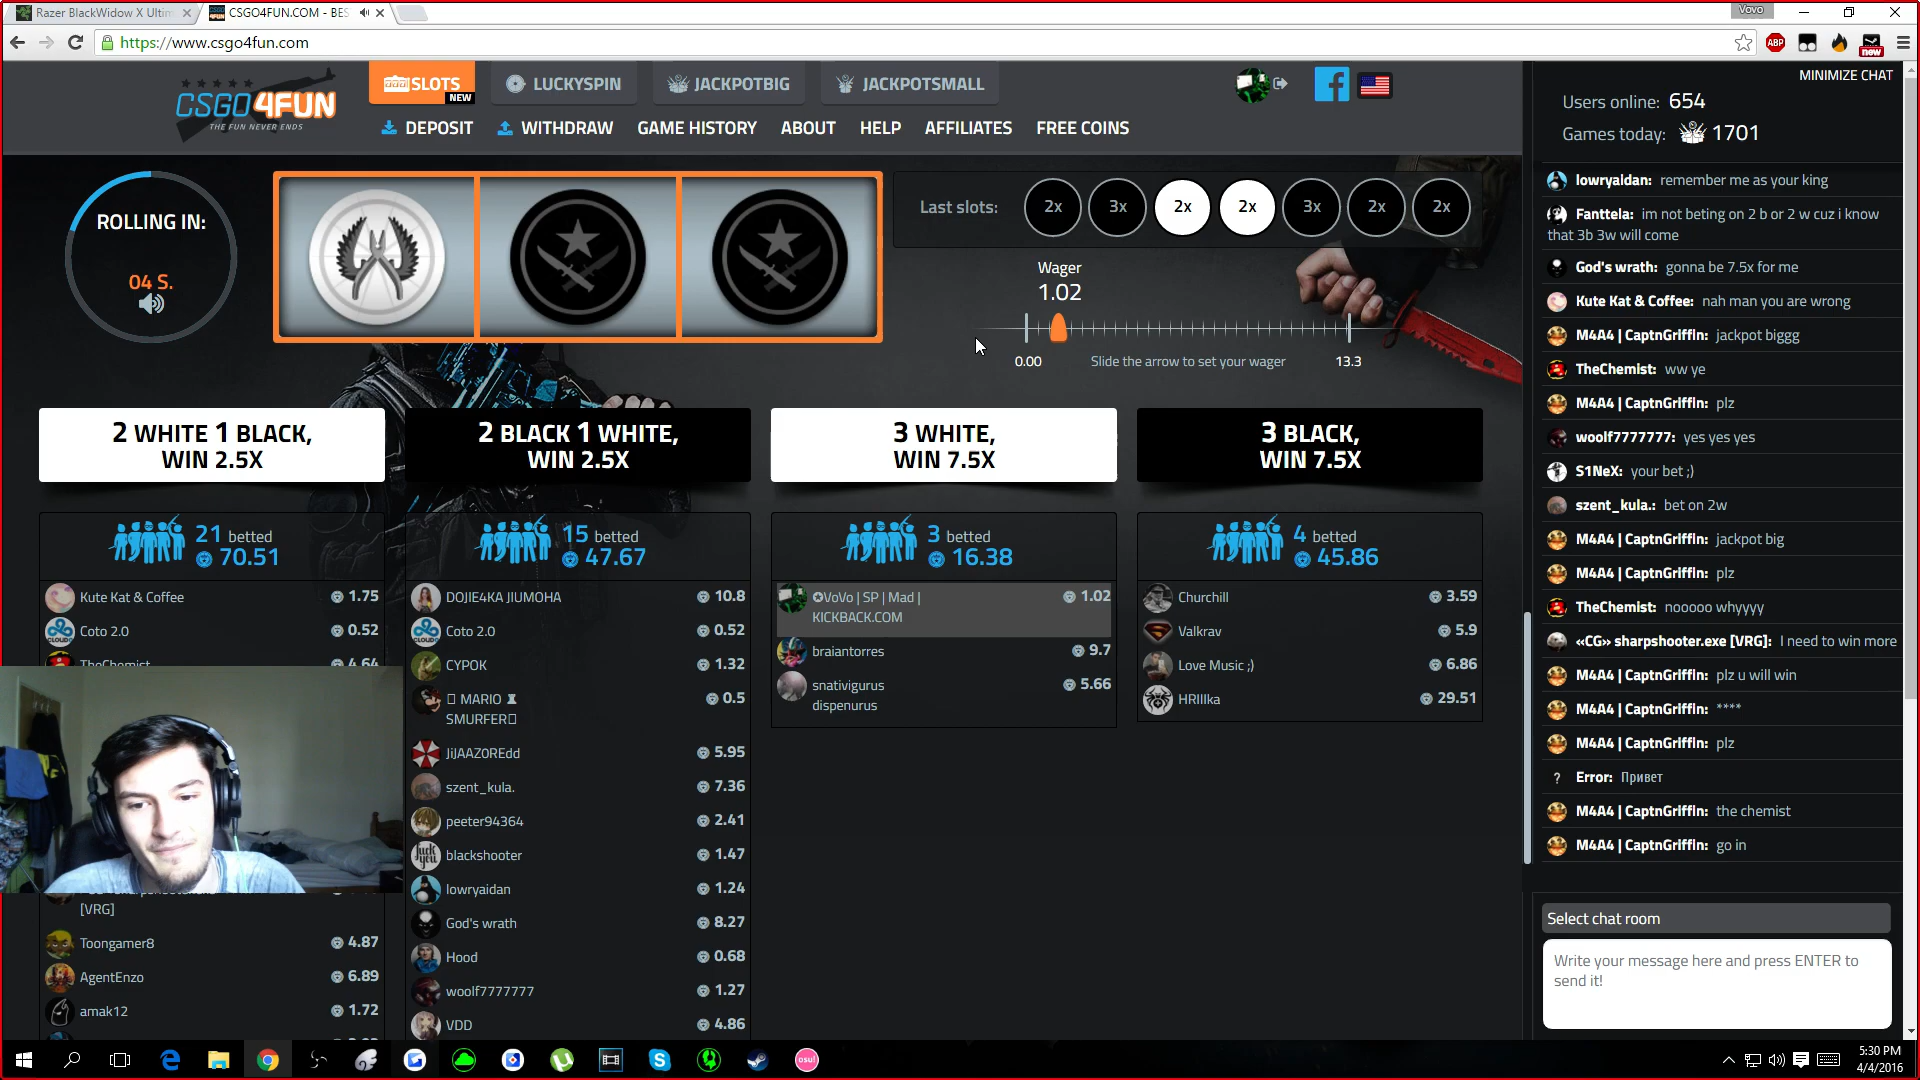 Razer BlackWidow X Ultim
CSGO4FUN.COM - BES
Vovo
https://www.csgo4fun.com
ABP
new
CSGO4FUN
THE FUN NEVER ENDS
SLOTS
NEW
LUCKYSPIN
JACKPOTBIG
JACKPOTSMALL
DEPOSIT
WITHDRAW
GAME HISTORY
ABOUT
HELP
AFFILIATES
FREE COINS
ROLLING IN:
04 S.
Last slots:
2x
3x
2x
2x
3x
2x
2x
Wager
1.02
0.00
Slide the arrow to set your wager
13.3
2 WHITE 1 BLACK,
WIN 2.5X
2 BLACK 1 WHITE,
WIN 2.5X
3 WHITE,
WIN 7.5X
3 BLACK,
WIN 7.5X
21 betted
70.51
Kute Kat & Coffee 1.75
Coto 2.0 0.52
TheChemist 4.64
[VRG]
Toongamer8 4.87
AgentEnzo 6.89
amak12 1.72
15 betted
47.67
DOJIE4KA JIUMOHA 10.8
Coto 2.0 0.52
CYPOK 1.32
MARIO 0.5
SMURFER
JiJAAZ0REdd 5.95
szent_kula. 7.36
peeter94364 2.41
blackshooter 1.47
lowryaidan 1.24
God's wrath 8.27
Hood 0.68
woolf7777777 1.27
VDD 4.86
3 betted
16.38
✪VoVo | SP | Mad | 1.02
KICKBACK.COM
braiantorres 9.7
snativigurus 5.66
dispenurus
4 betted
45.86
Churchill 3.59
Valkrav 5.9
Love Music ;) 6.86
HRIIIka 29.51
MINIMIZE CHAT
Users online: 654
Games today: 1701
lowryaidan: remember me as your king
Fanttela: im not beting on 2 b or 2 w cuz i know
that 3b 3w will come
God's wrath: gonna be 7.5x for me
Kute Kat & Coffee: nah man you are wrong
M4A4 | CaptnGriffin: jackpot biggg
TheChemist: ww ye
M4A4 | CaptnGriffin: plz
woolf7777777: yes yes yes
S1NeX: your bet ;)
szent_kula.: bet on 2w
M4A4 | CaptnGriffin: jackpot big
M4A4 | CaptnGriffin: plz
TheChemist: nooooo whyyyy
«CG» sharpshooter.exe [VRG]: I need to win more
M4A4 | CaptnGriffin: plz u will win
M4A4 | CaptnGriffin: ****
M4A4 | CaptnGriffin: plz
Error: Привет
M4A4 | CaptnGriffin: the chemist
M4A4 | CaptnGriffin: go in
Select chat room
Write your message here and press ENTER to
send it!
osu!
5:30 PM
4/4/2016